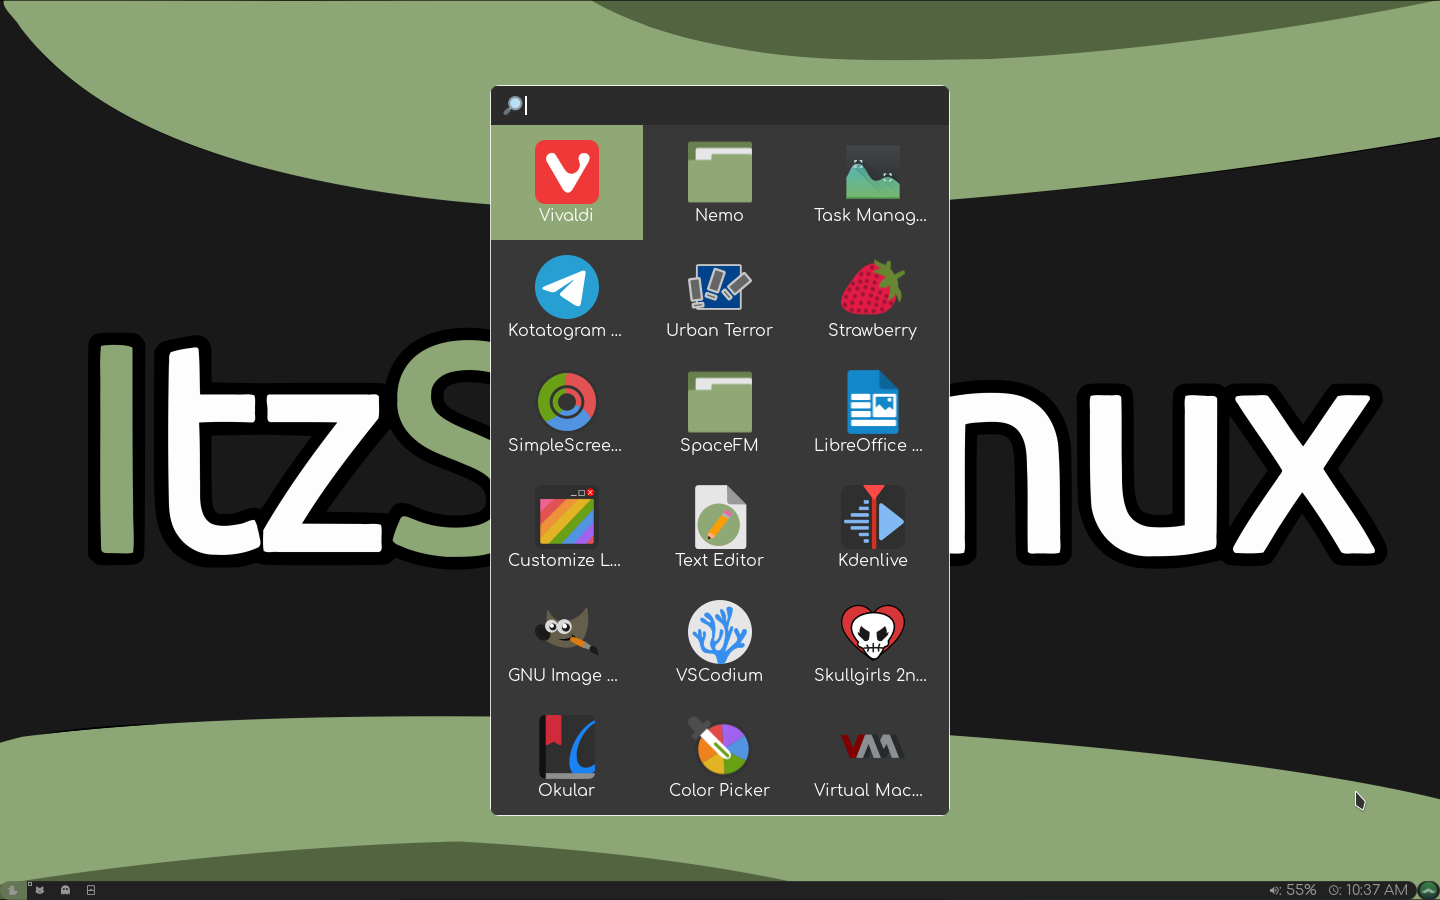 Vivaldi
Nemo
Task Manag...
Kotatogram ...
Urban Terror
Strawberry
SimpleScree...
SpaceFM
LibreOffice ...
Customize L...
Text Editor
Kdenlive
GNU Image ...
VSCodium
Skullgirls 2n...
Okular
Color Picker
Virtual Mac...
ItzS
nux
: 55%
: 10:37 AM